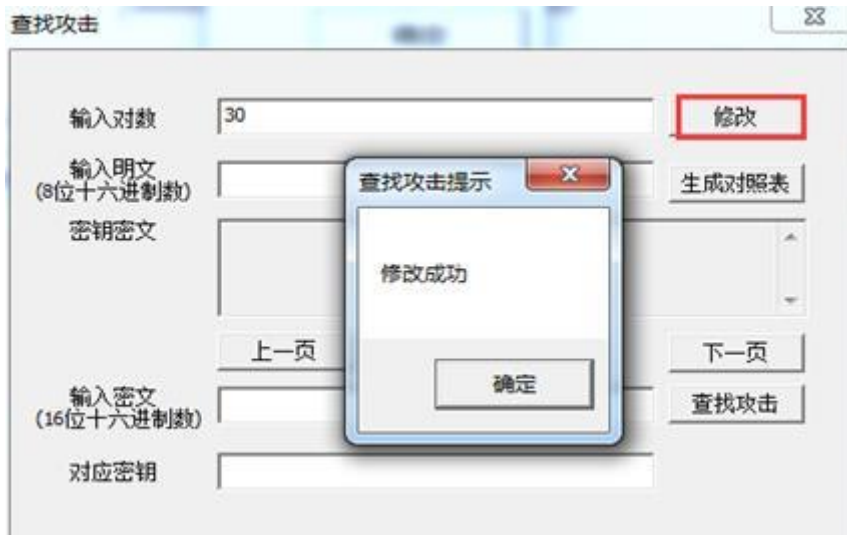 查找攻击
输入对数
30
修改
输入明文
(8位十六进制数)
生成对照表
密钥密文
查找攻击提示
修改成功
确定
上一页
下一页
输入密文
(16位十六进制数)
查找攻击
对应密钥